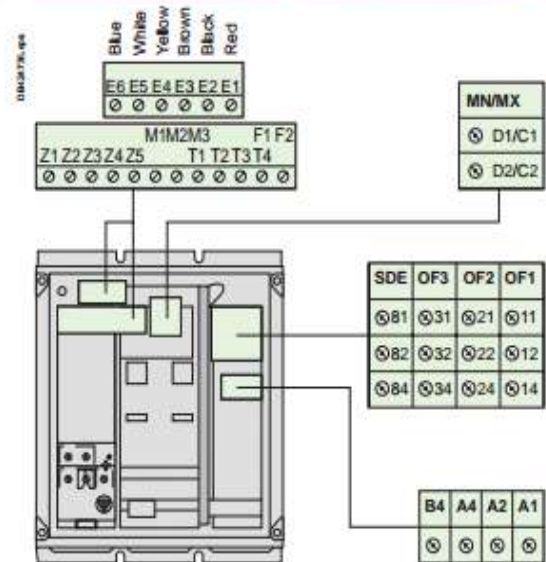 DB424736.eps
Blue
White
Yellow
Brown
Black
Red
E6 E5 E4 E3 E2 E1
M1M2M3 F1 F2
Z1 Z2 Z3 Z4 Z5 T1 T2 T3 T4
MN/MX
D1/C1
D2/C2
SDE OF3 OF2 OF1
81 31 21 11
82 32 22 12
84 34 24 14
B4 A4 A2 A1